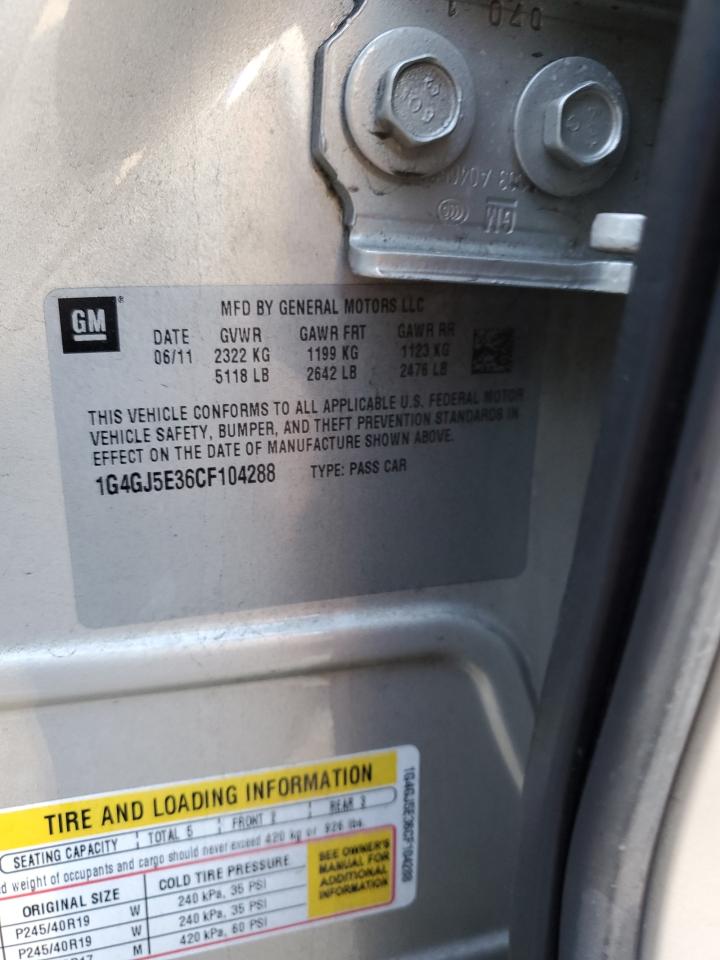 D70 1
GM
GM
MFD BY GENERAL MOTORS LLC
DATE GVWR GAWR FRT GAWR RR
06/11 2322 KG 1199 KG 1123 KG
5118 LB 2642 LB 2476 LB
THIS VEHICLE CONFORMS TO ALL APPLICABLE U.S. FEDERAL MOTOR
VEHICLE SAFETY, BUMPER, AND THEFT PREVENTION STANDARDS IN
EFFECT ON THE DATE OF MANUFACTURE SHOWN ABOVE.
1G4GJ5E36CF104288 TYPE: PASS CAR
TIRE AND LOADING INFORMATION
SEATING CAPACITY TOTAL 5 FRONT 2 REAR 3
weight of occupants and cargo should never exceed 420 kg or 926 lbs.
ORIGINAL SIZE COLD TIRE PRESSURE
P245/40R19 W 240 kPa, 35 PSI
P245/40R19 W 240 kPa, 35 PSI
M 420 kPa, 60 PSI
SEE OWNER'S
MANUAL FOR
ADDITIONAL
INFORMATION
1G4GJ5E36CF104288